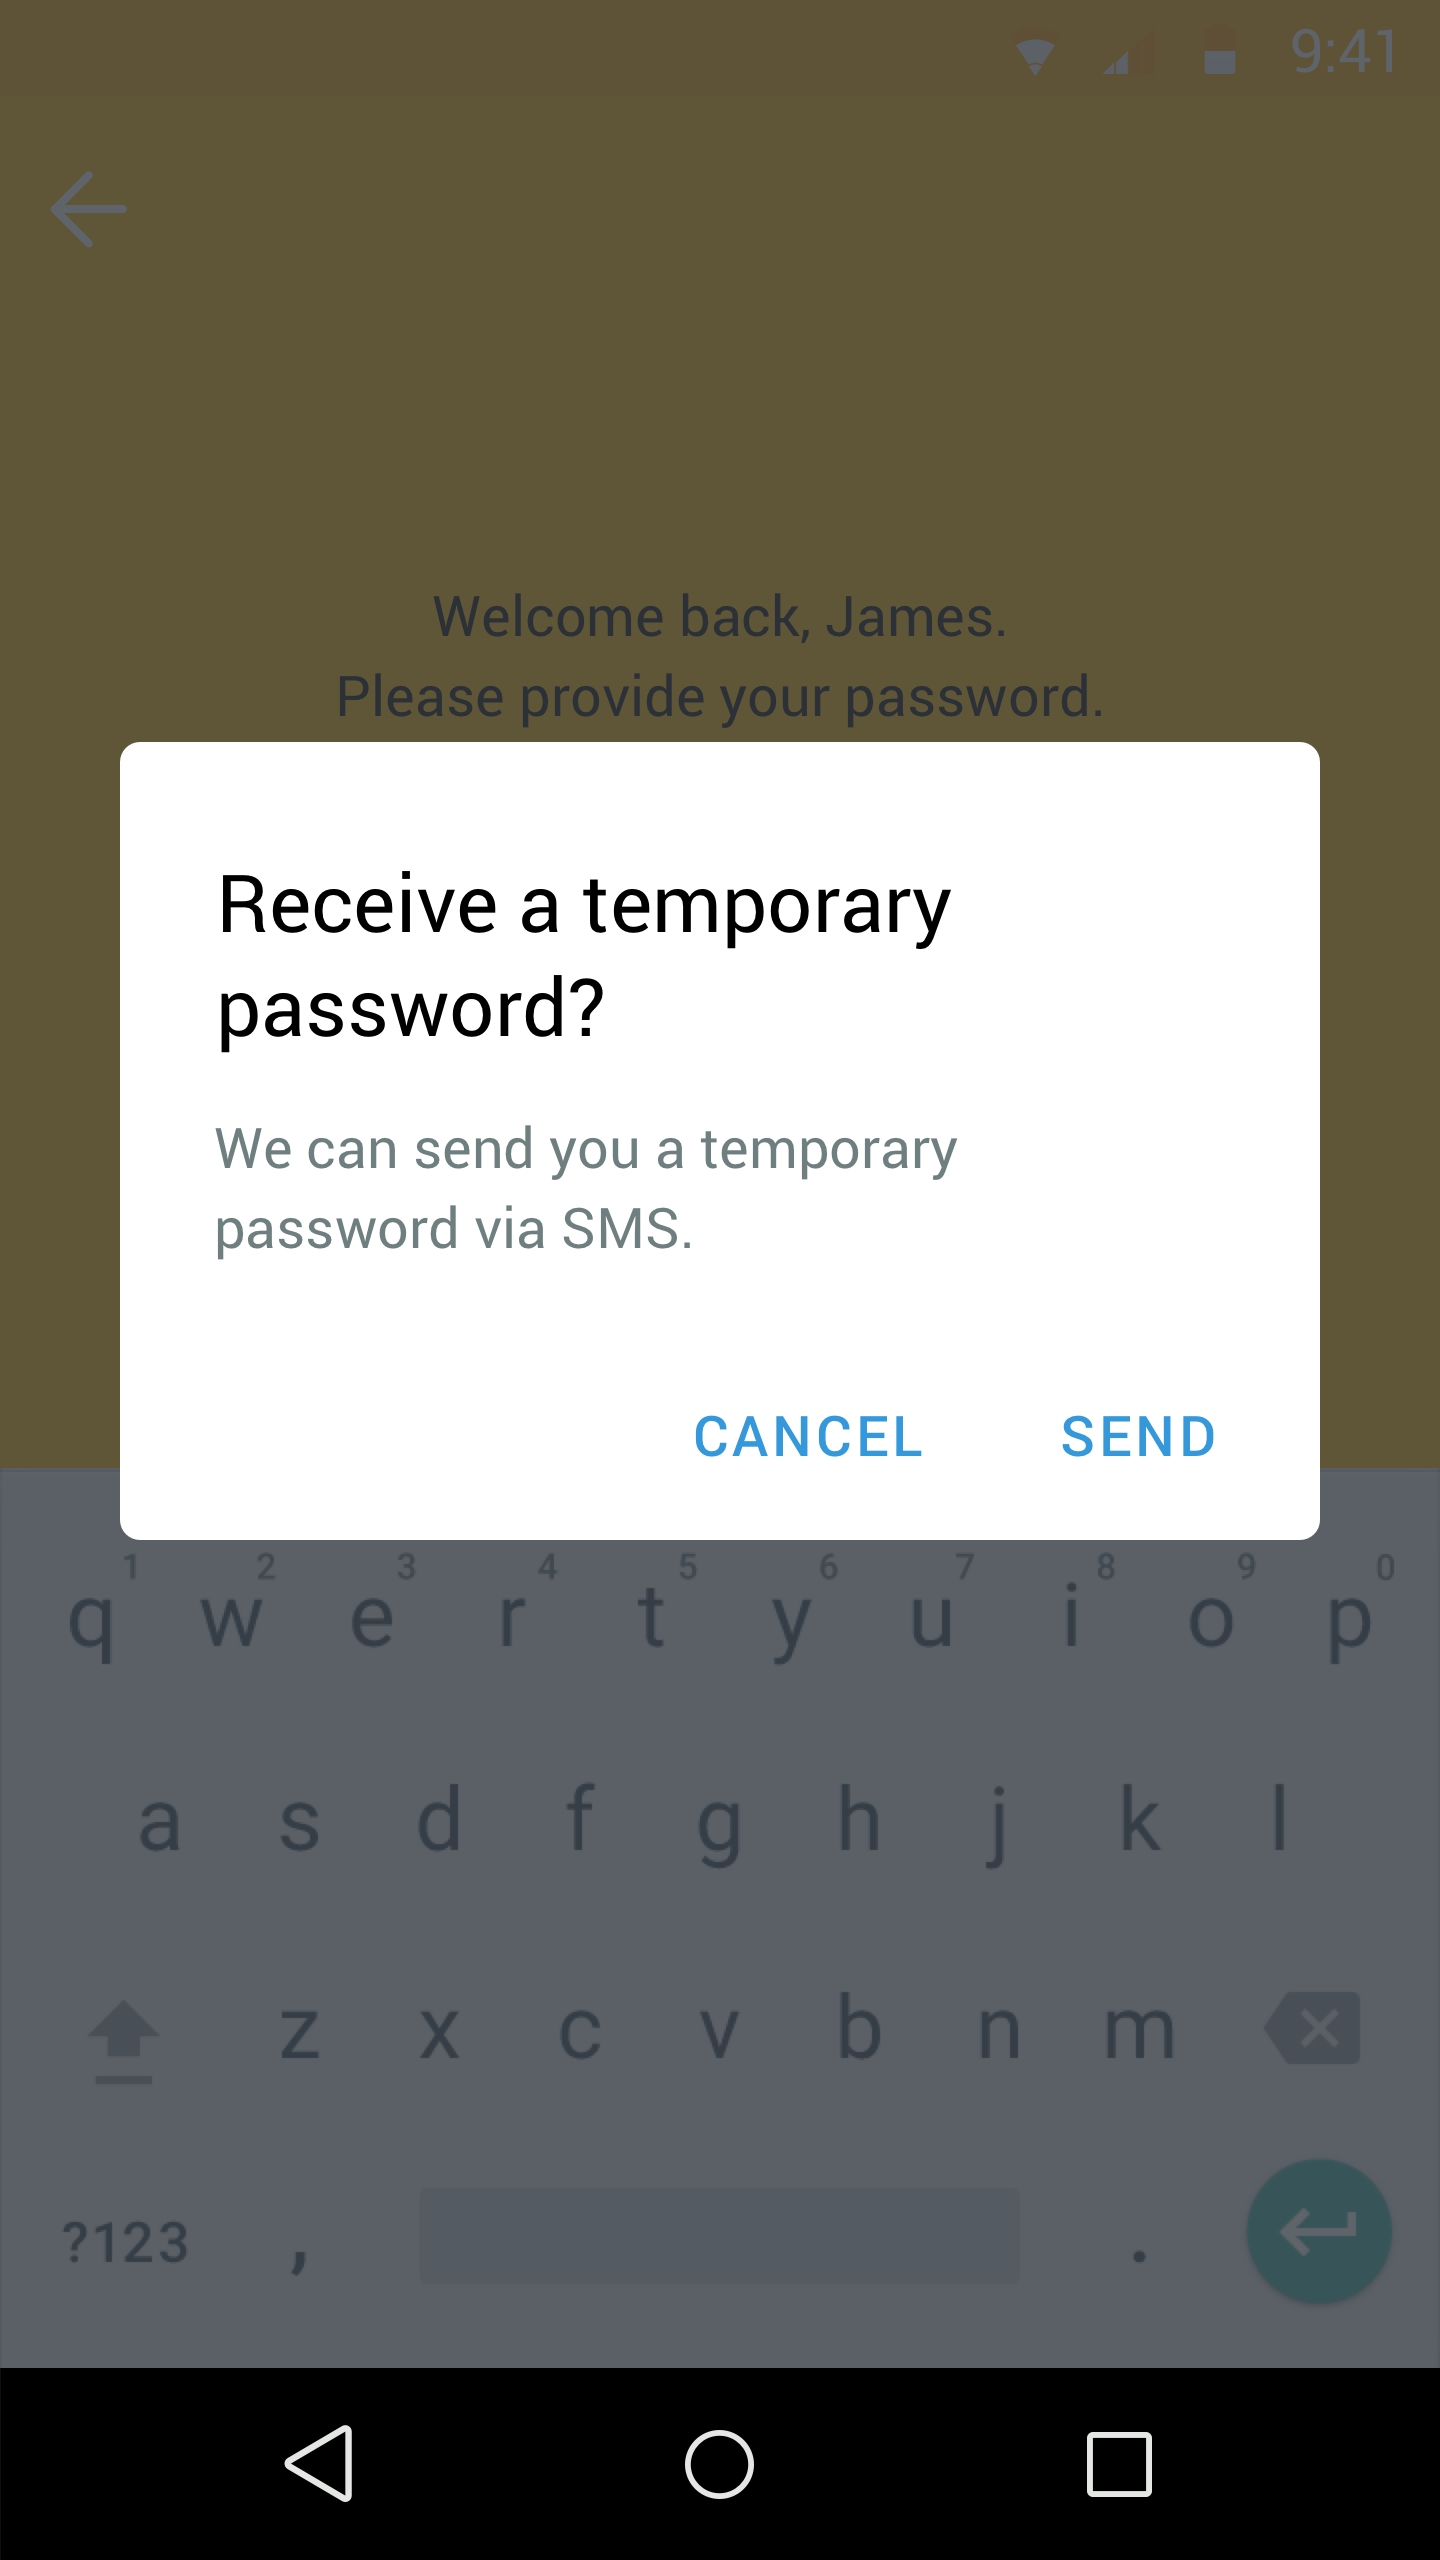 9:41
Welcome back, James.
Please provide your password.
Receive a temporary
password?
We can send you a temporary
password via SMS.
CANCEL SEND
1 2 3 4 5 6 7 8 9 0
q w e r t y u i o p
a s d f g h j k l
z x c v b n m
?123 , .